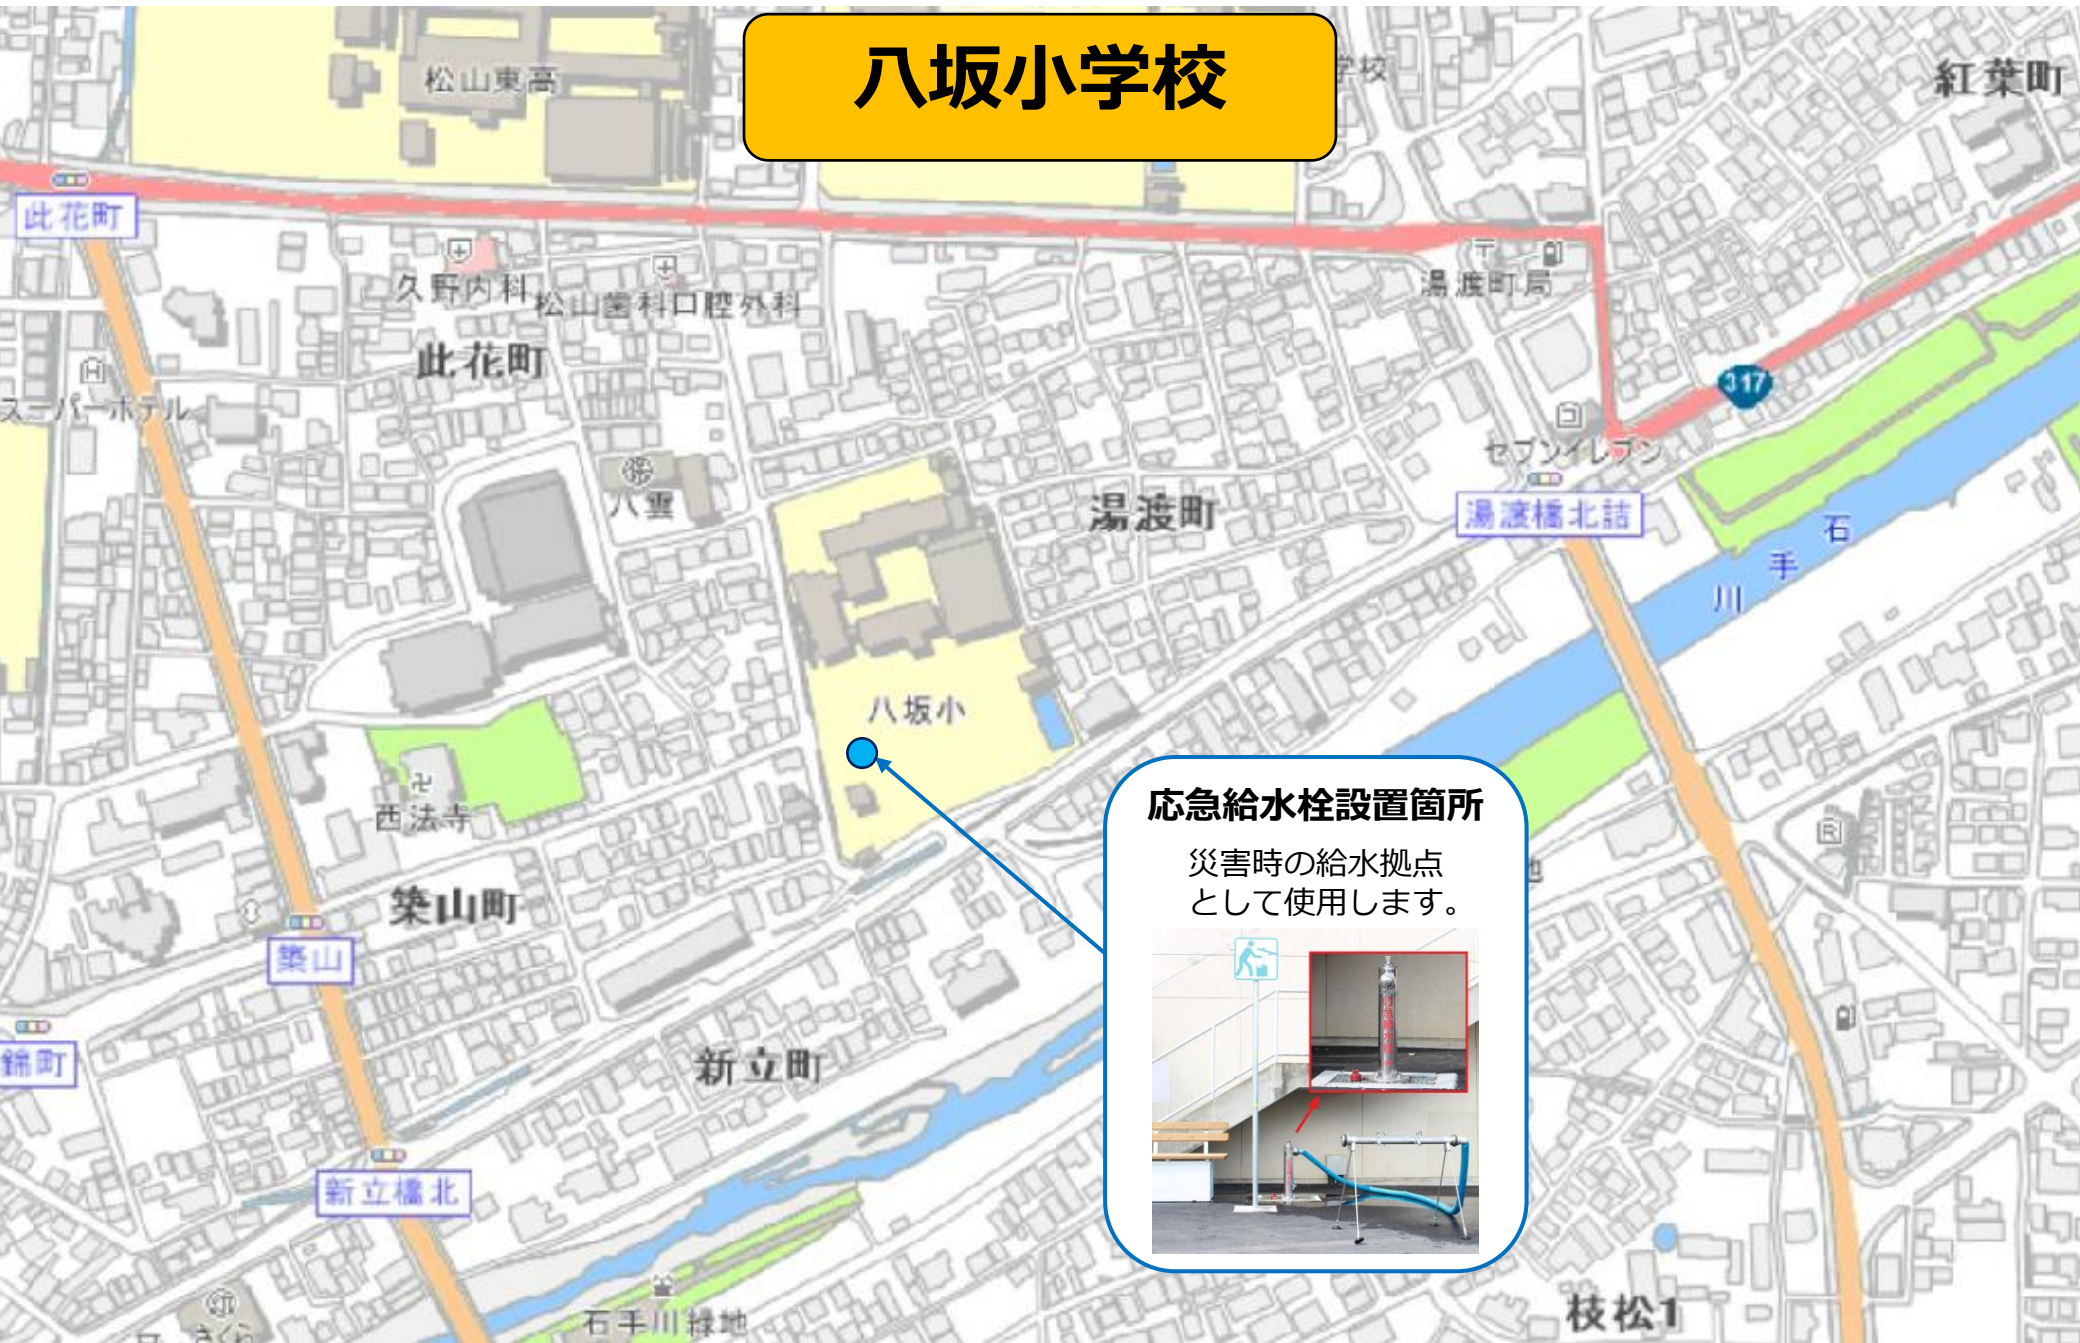 八坂小学校
松山東高
学校
紅葉町
此花町
久野内科
松山歯科口腔外科
湯渡町局
此花町
317
スーパーホテル
セブンイレブン
八雲
湯渡町
湯渡橋北詰
石手川
八坂小
西法寺
応急給水栓設置箇所
災害時の給水拠点
として使用します。
築山町
築山
錦町
新立町
新立橋北
石手川緑地
枝松1